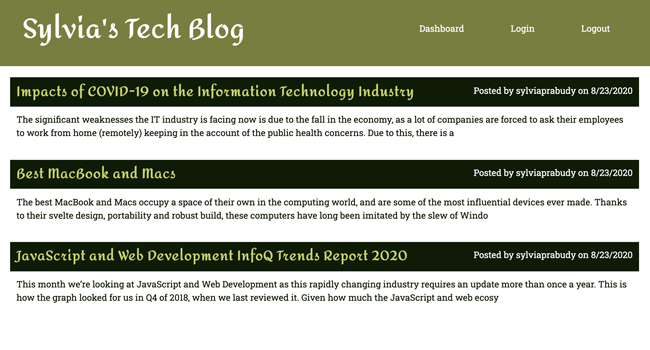 Sylvia's Tech Blog
Dashboard Login Logout
Impacts of COVID-19 on the Information Technology Industry Posted by sylviaprabudy on 8/23/2020
The significant weaknesses the IT industry is facing now is due to the fall in the economy, as a lot of companies are forced to ask their employees
to work from home (remotely) keeping in the account of the public health concerns. Due to this, there is a
Best MacBook and Macs Posted by sylviaprabudy on 8/23/2020
The best MacBook and Macs occupy a space of their own in the computing world, and are some of the most influential devices ever made. Thanks
to their svelte design, portability and robust build, these computers have long been imitated by the slew of Windo
JavaScript and Web Development InfoQ Trends Report 2020 Posted by sylviaprabudy on 8/23/2020
This month we're looking at JavaScript and Web Development as this rapidly changing industry requires an update more than once a year. This is
how the graph looked for us in Q4 of 2018, when we last reviewed it. Given how much the JavaScript and web ecosy